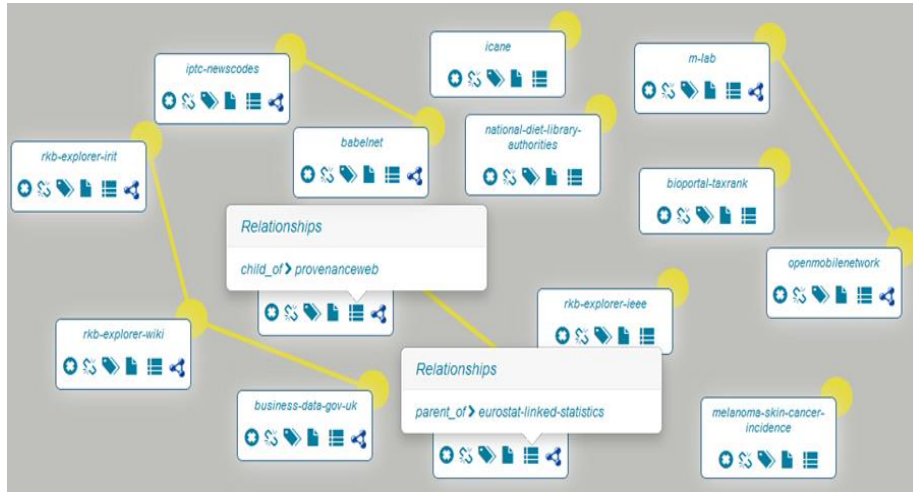 icane
m-lab
iptc-newscodes
national-diet-library-
authorities
babelnet
rkb-explorer-irit
bioportal-taxrank
Relationships
child_of provenanceweb
openmobilenetwork
rkb-explorer-ieee
rkb-explorer-wiki
Relationships
parent_of eurostat-linked-statistics
business-data-gov-uk
melanoma-skin-cancer-
incidence